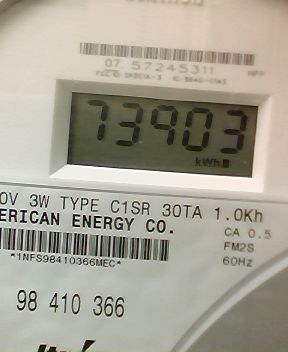 07 57245311
HPP
73903
kWh
0V 3W TYPE C1SR 30TA 1.0Kh
ERICAN ENERGY CO.
CA 0.5
FM2S
60Hz
*1NFS98410366MEC*
98 410 366